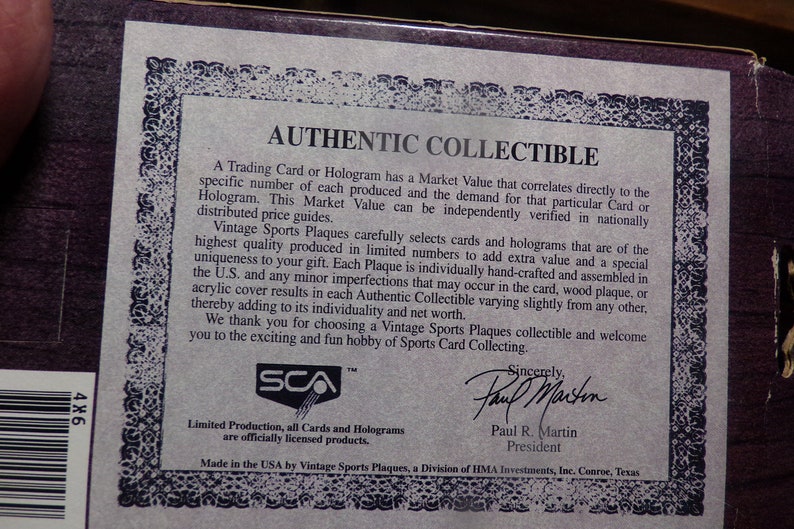 AUTHENTIC COLLECTIBLE
A Trading Card or Hologram has a Market Value that correlates directly to the
specific number of each produced and the demand for that particular Card or
Hologram. This Market Value can be independently verified in nationally
distributed price guides.
Vintage Sports Plaques carefully selects cards and holograms that are of the
highest quality produced in limited numbers to add extra value and a special
uniqueness to your gift. Each Plaque is individually hand-crafted and assembled in
the U.S. and any minor imperfections that may occur in the card, wood plaque, or
acrylic cover results in each Authentic Collectible varying slightly from any other,
thereby adding to its individuality and net worth.
We thank you for choosing a Vintage Sports Plaques collectible and welcome
you to the exciting and fun hobby of Sports Card Collecting.
SCA™
Limited Production, all Cards and Holograms
are officially licensed products.
Sincerely,
Paul Martin
Paul R. Martin
President
Made in the USA by Vintage Sports Plaques, a Division of HMA Investments, Inc. Conroe, Texas
4X6